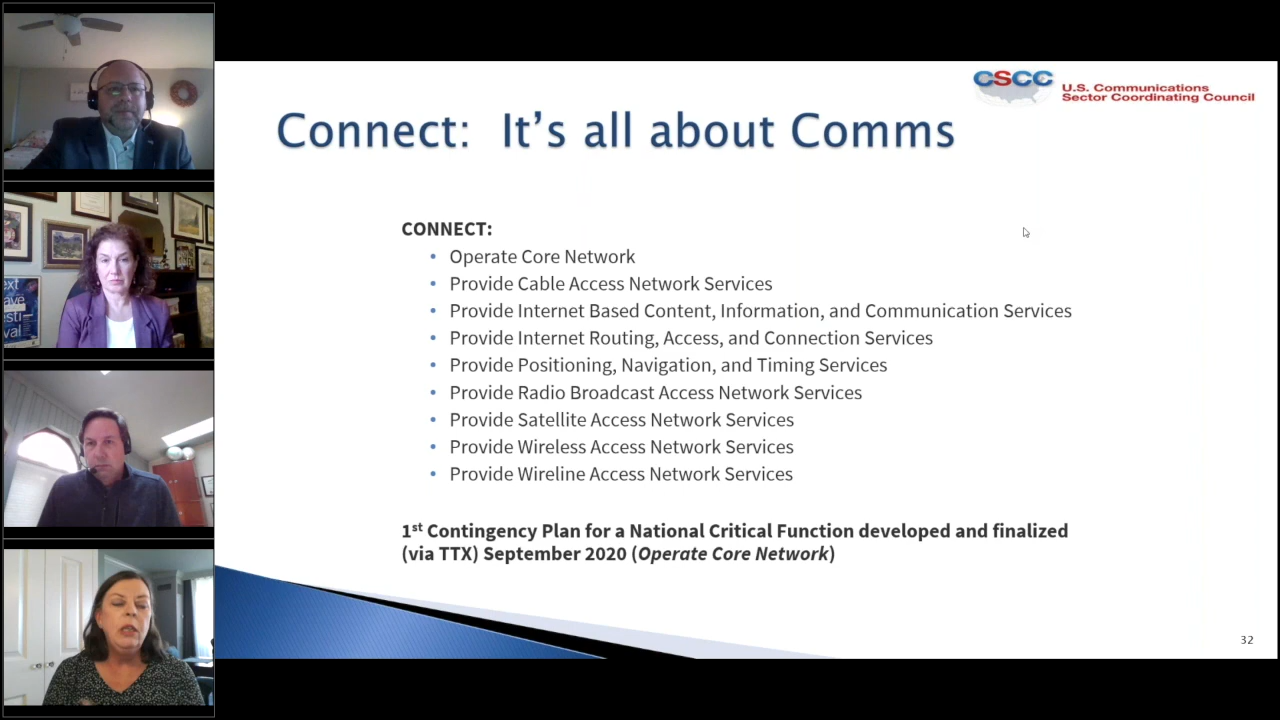 CSCC
U.S. Communications
Sector Coordinating Council
Connect: It's all about Comms
CONNECT:
• Operate Core Network
• Provide Cable Access Network Services
• Provide Internet Based Content, Information, and Communication Services
• Provide Internet Routing, Access, and Connection Services
• Provide Positioning, Navigation, and Timing Services
• Provide Radio Broadcast Access Network Services
• Provide Satellite Access Network Services
• Provide Wireless Access Network Services
• Provide Wireline Access Network Services
1st Contingency Plan for a National Critical Function developed and finalized
(via TTX) September 2020 (Operate Core Network)
32